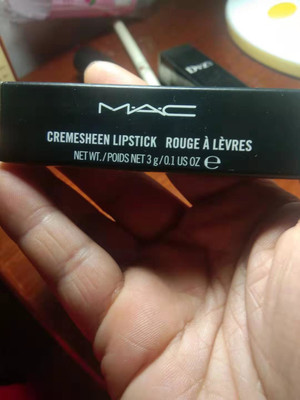 M·A·C
CREMESHEEN LIPSTICK ROUGE À LÈVRES
NET WT./POIDS NET 3 g/0.1 US OZ ℮